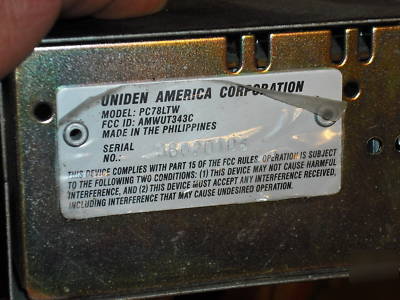 UNIDEN AMERICA CORPORATION
MODEL: PC78LTW
FCC ID: AMWUT343C
MADE IN THE PHILIPPINES
SERIAL
NO.:
THIS DEVICE COMPLIES WITH PART 15 OF THE FCC RULES. OPERATION IS SUBJECT
TO THE FOLLOWING TWO CONDITIONS: (1) THIS DEVICE MAY NOT CAUSE HARMFUL
INTERFERENCE, AND (2) THIS DEVICE MUST ACCEPT ANY INTERFERENCE RECEIVED,
INCLUDING INTERFERENCE THAT MAY CAUSE UNDESIRED OPERATION.